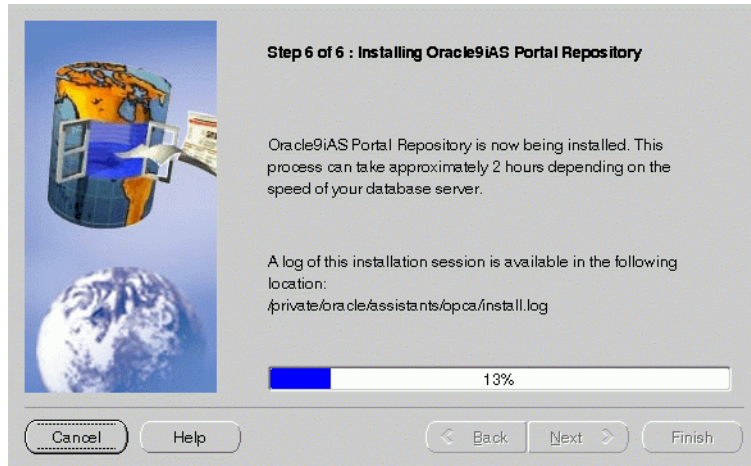 Step 6 of 6 : Installing Oracle9iAS Portal Repository
Oracle9iAS Portal Repository is now being installed. This
process can take approximately 2 hours depending on the
speed of your database server.
A log of this installation session is available in the following
location:
/private/oracle/assistants/opca/install.log
13%
Cancel
Help
Back
Next
Finish